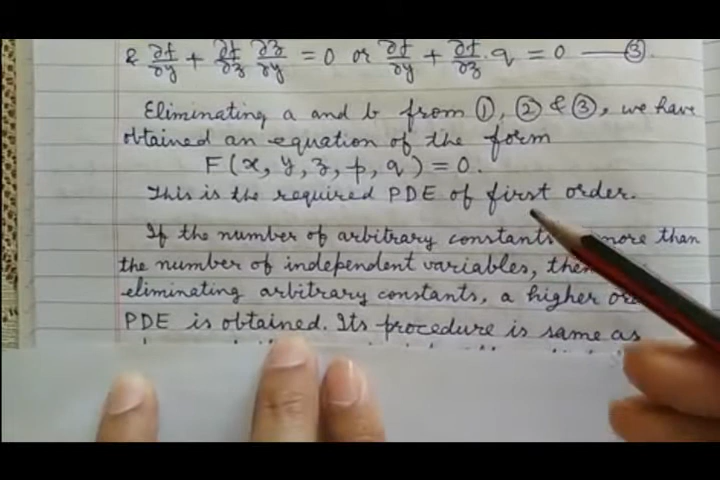 & ∂f/∂y + ∂f/∂z ∂z/∂y = 0 or ∂f/∂y + ∂f/∂z . q = 0 — ③.
Eliminating a and b from ①, ② & ③, we have
obtained an equation of the form
F (x, y, z, p, q) = 0.
This is the required PDE of first order.
If the number of arbitrary constants more than
the number of independent variables, then
eliminating arbitrary constants, a higher
PDE is obtained. Its procedure is same as